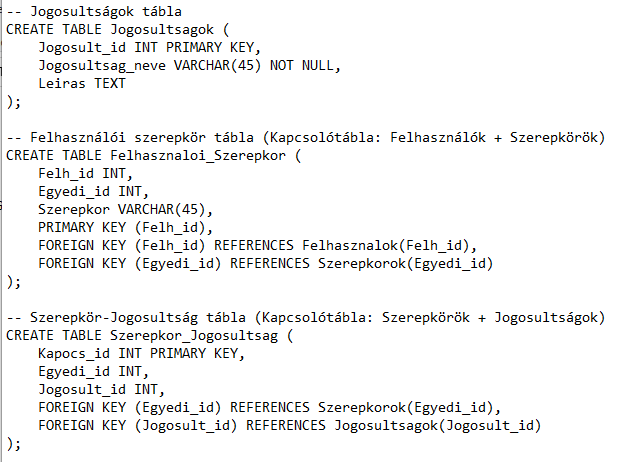 -- Jogosultságok tábla
CREATE TABLE Jogosultsagok (
    Jogosult_id INT PRIMARY KEY,
    Jogosultsag_neve VARCHAR(45) NOT NULL,
    Leiras TEXT
);

-- Felhasználói szerepkör tábla (Kapcsolótábla: Felhasználók + Szerepkörök)
CREATE TABLE Felhasznaloi_Szerepkor (
    Felh_id INT,
    Egyedi_id INT,
    Szerepkor VARCHAR(45),
    PRIMARY KEY (Felh_id),
    FOREIGN KEY (Felh_id) REFERENCES Felhasznalok(Felh_id),
    FOREIGN KEY (Egyedi_id) REFERENCES Szerepkorok(Egyedi_id)
);

-- Szerepkör-Jogosultság tábla (Kapcsolótábla: Szerepkörök + Jogosultságok)
CREATE TABLE Szerepkor_Jogosultsag (
    Kapocs_id INT PRIMARY KEY,
    Egyedi_id INT,
    Jogosult_id INT,
    FOREIGN KEY (Egyedi_id) REFERENCES Szerepkorok(Egyedi_id),
    FOREIGN KEY (Jogosult_id) REFERENCES Jogosultsagok(Jogosult_id)
);